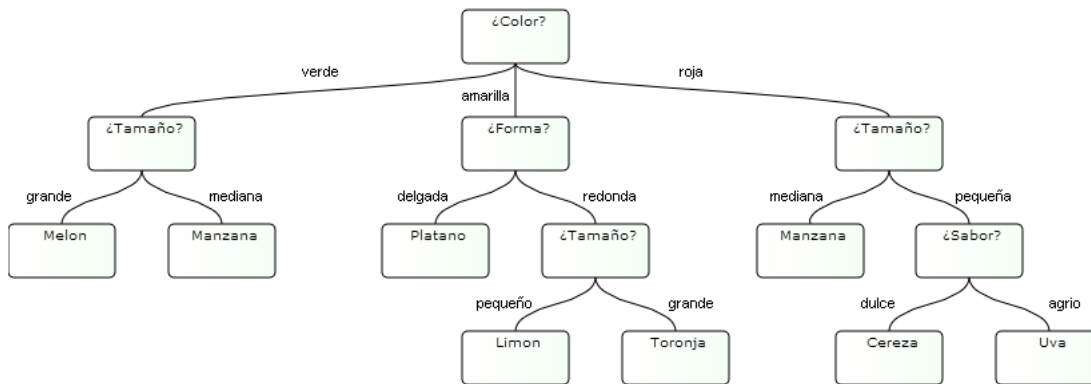 ¿Color?
verde
amarilla
roja
¿Tamaño?
¿Forma?
¿Tamaño?
grande
mediana
delgada
redonda
mediana
pequeña
Melon
Manzana
Platano
¿Tamaño?
Manzana
¿Sabor?
pequeño
grande
dulce
agrio
Limon
Toronja
Cereza
Uva